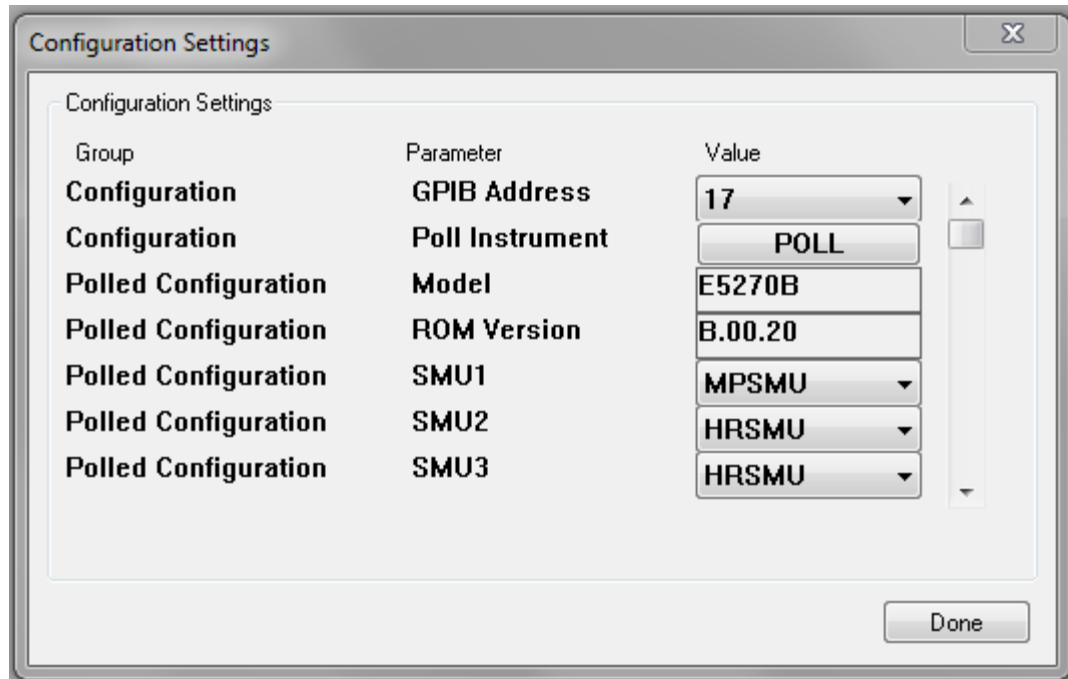 Configuration Settings
Configuration Settings
Group Parameter Value
Configuration GPIB Address 17
Configuration Poll Instrument POLL
Polled Configuration Model E5270B
Polled Configuration ROM Version B.00.20
Polled Configuration SMU1 MPSMU
Polled Configuration SMU2 HRSMU
Polled Configuration SMU3 HRSMU
Done